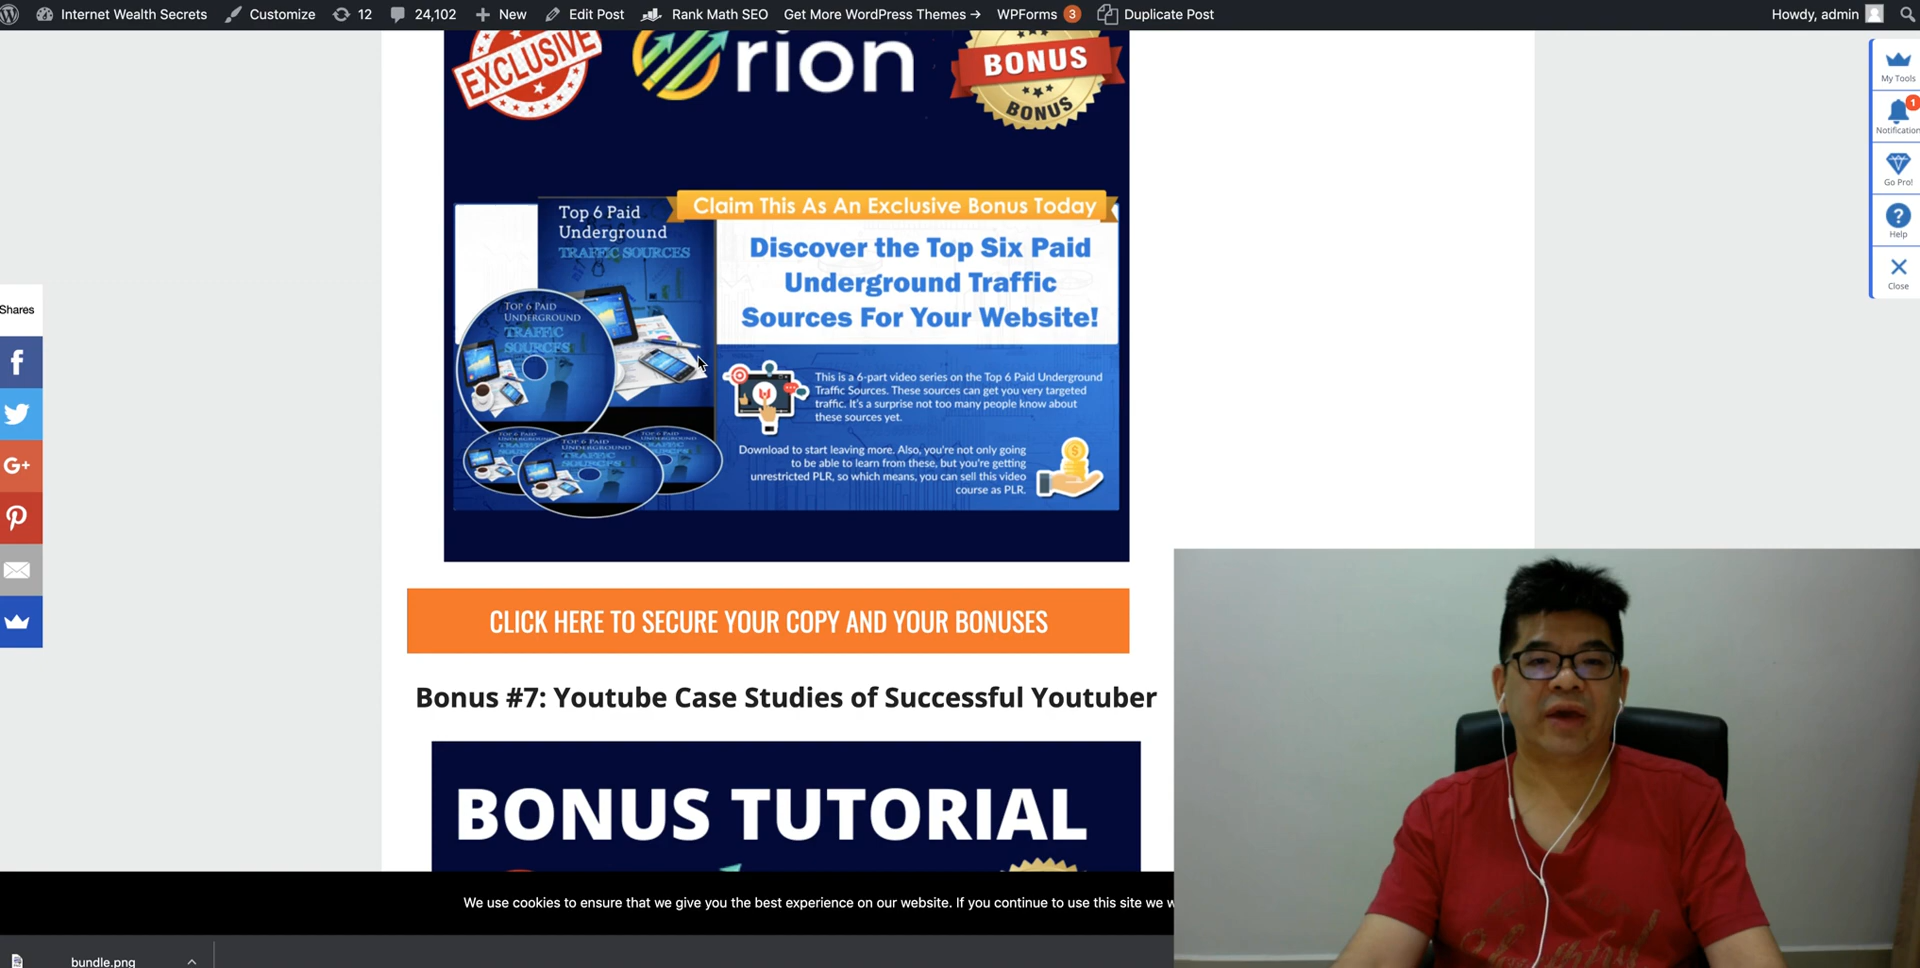 Internet Wealth Secrets Customize 12 24,102 New Edit Post Rank Math SEO Get More WordPress Themes → WPForms 3 Duplicate Post Howdy, admin
EXCLUSIVE
rion
BONUS
BONUS
My Tools
1
Notification
Go Pro!
? Help
Close
Shares
Claim This As An Exclusive Bonus Today
Top 6 Paid
Underground
TRAFFIC SOURCES
Discover the Top Six Paid
Underground Traffic
Sources For Your Website!
TOP 6 PAID
UNDERGROUND
TRAFFIC
SOURCES
This is a 6-part video series on the Top 6 Paid Underground
Traffic Sources. These sources can get you very targeted
traffic. It's a surprise not too many people know about
these sources yet.
Download to start leaving more. Also, you're not only going
to be able to learn from these, but you're getting
unrestricted PLR, so which means, you can sell this video
course as PLR.
CLICK HERE TO SECURE YOUR COPY AND YOUR BONUSES
Bonus #7: Youtube Case Studies of Successful Youtuber
BONUS TUTORIAL
We use cookies to ensure that we give you the best experience on our website. If you continue to use this site we w
bundle.png